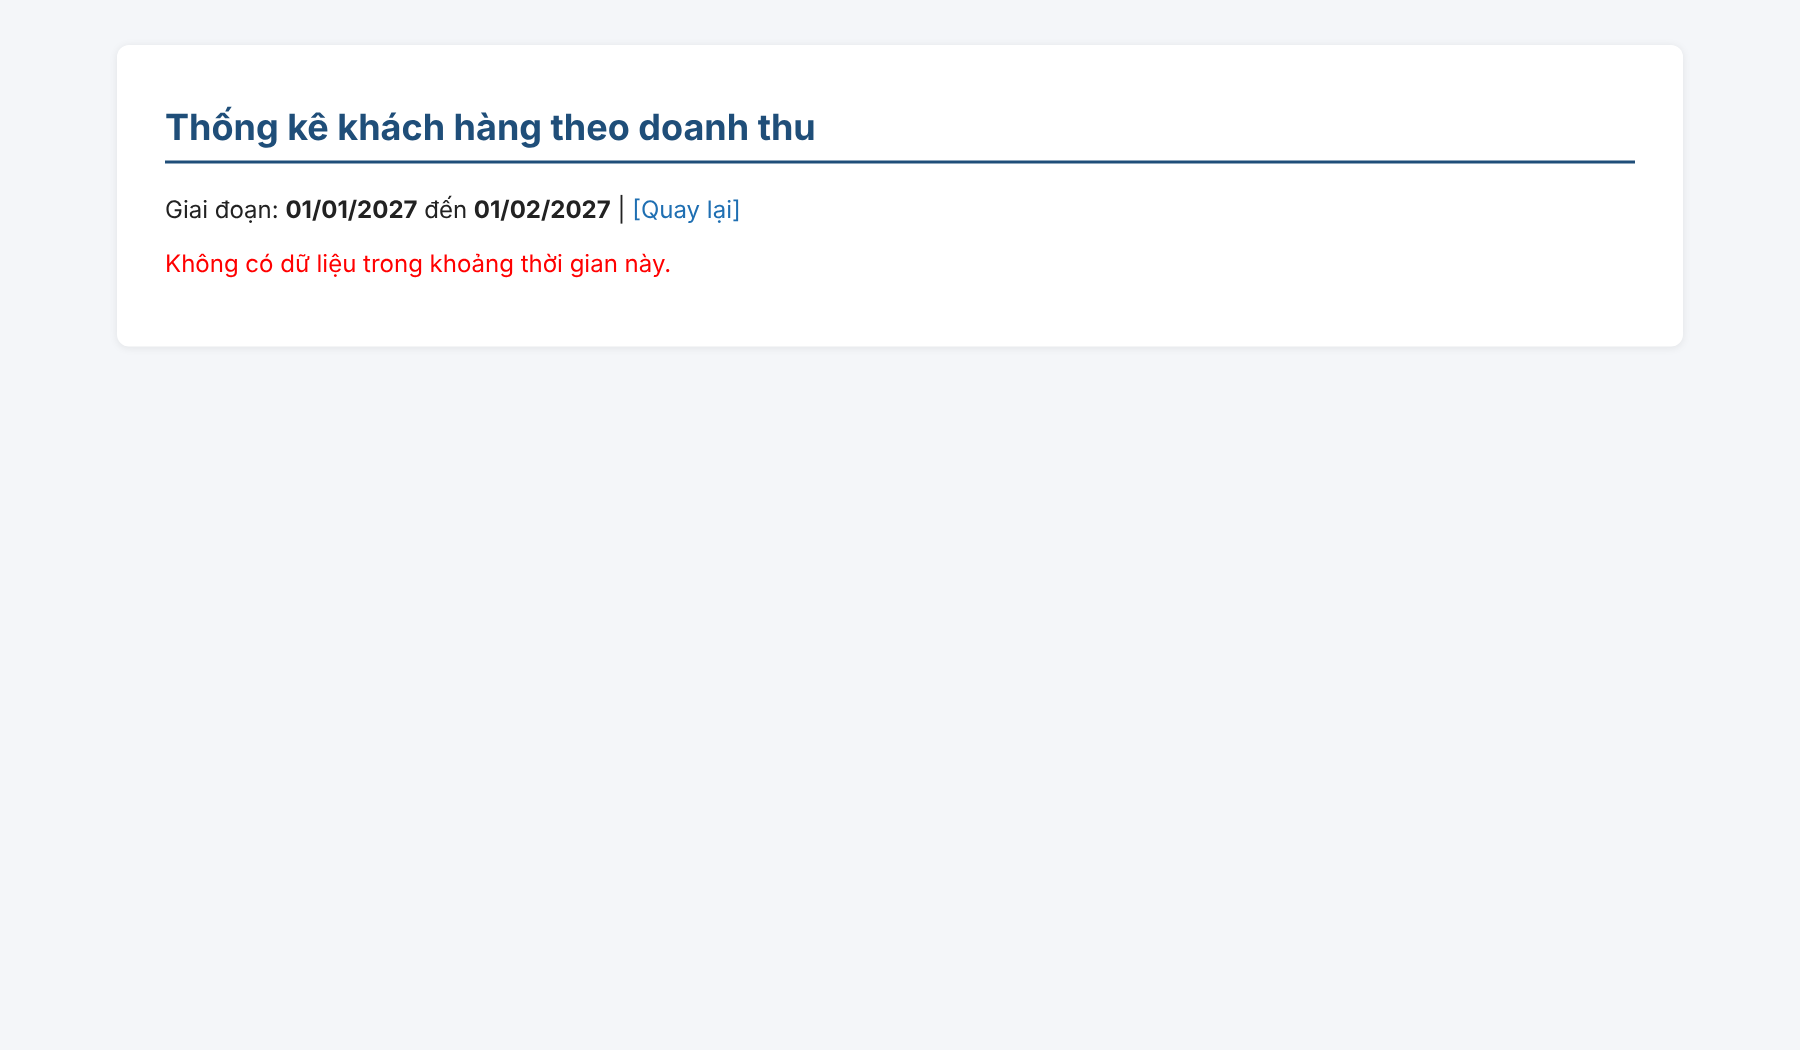 Thống kê khách hàng theo doanh thu
Giai đoạn: 01/01/2027 đến 01/02/2027 | [Quay lại]
Không có dữ liệu trong khoảng thời gian này.